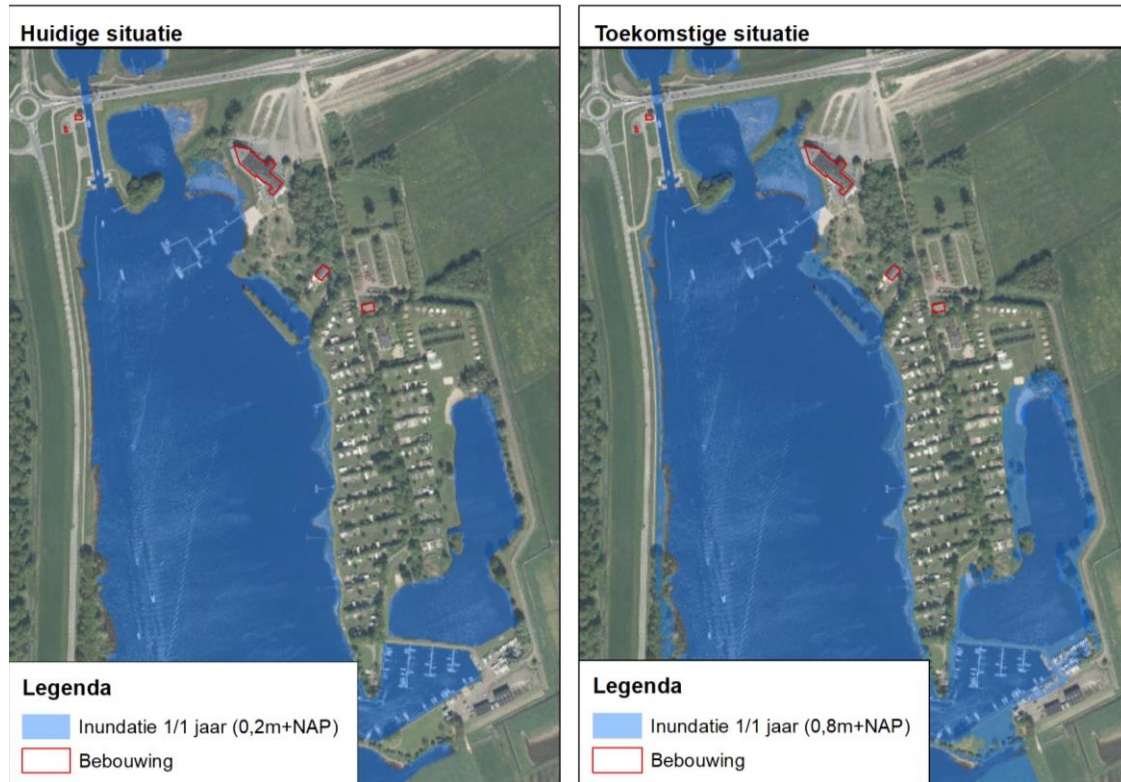 Huidige situatie
Legenda
Inundatie 1/1 jaar (0,2m+NAP)
Bebouwing
Toekomstige situatie
Legenda
Inundatie 1/1 jaar (0,8m+NAP)
Bebouwing